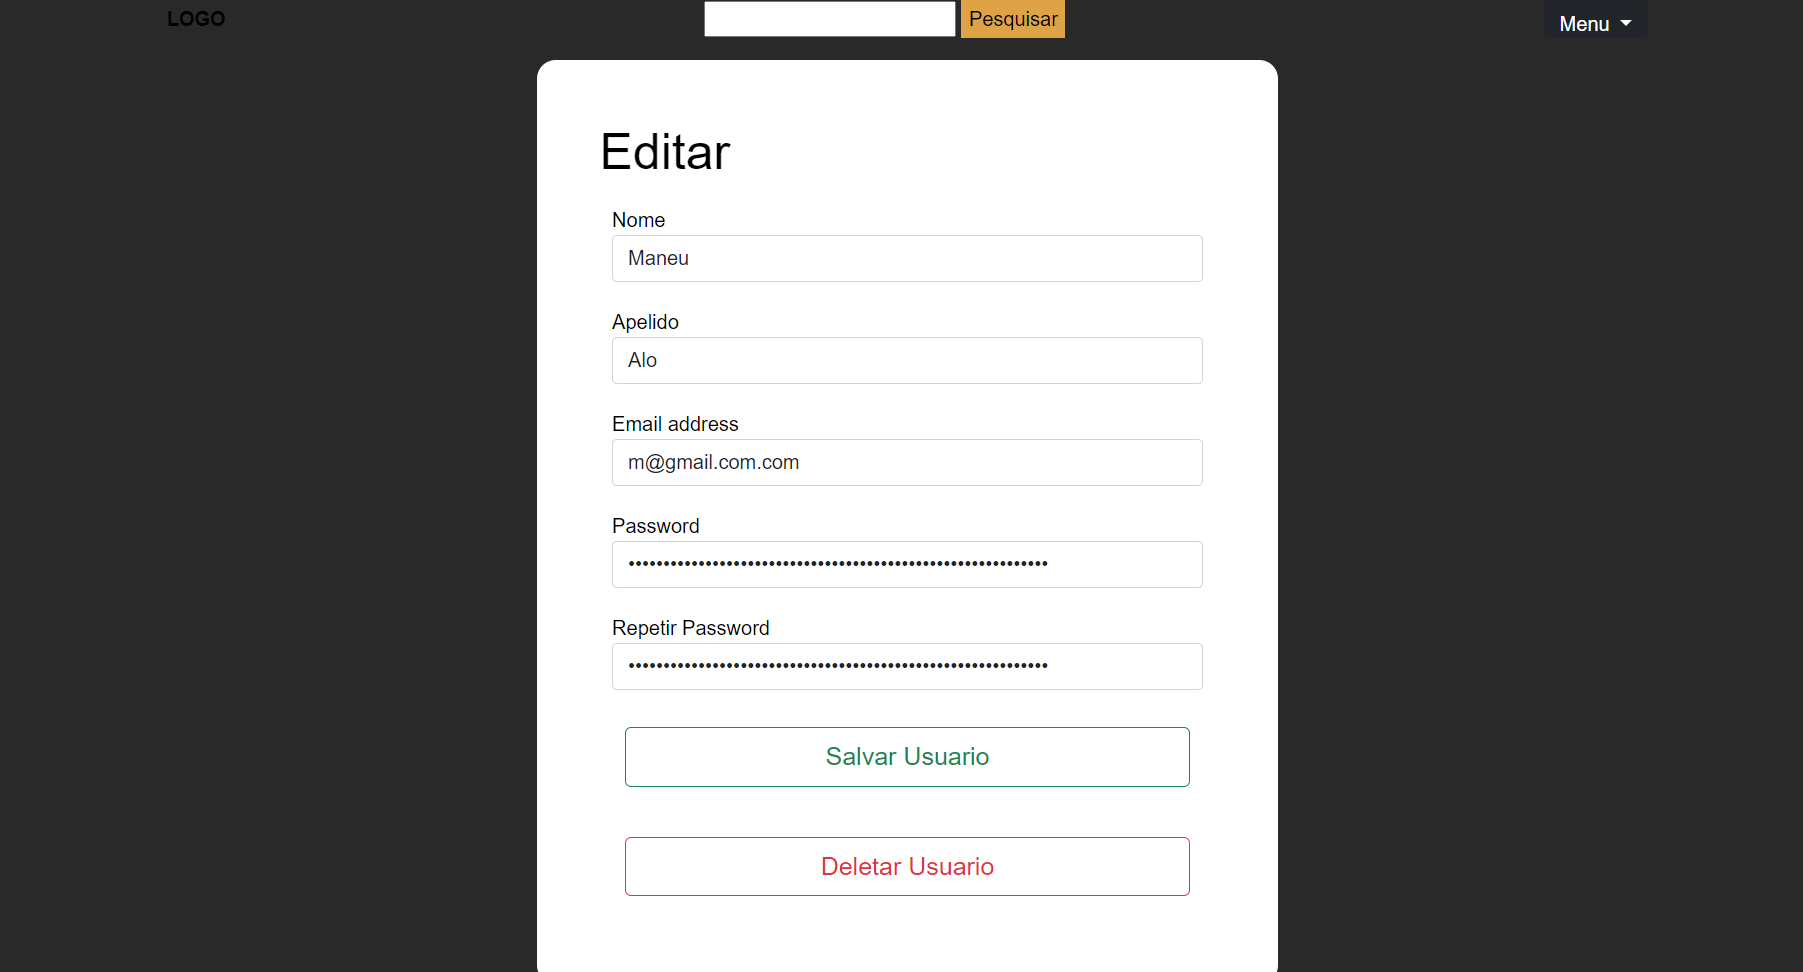 LOGO
Pesquisar
Menu
Editar
Nome
Maneu
Apelido
Alo
Email address
m@gmail.com.com
Password
••••••••••••••••••••••••••••••••••••••••••••••••••••••••••••
Repetir Password
••••••••••••••••••••••••••••••••••••••••••••••••••••••••••••
Salvar Usuario
Deletar Usuario